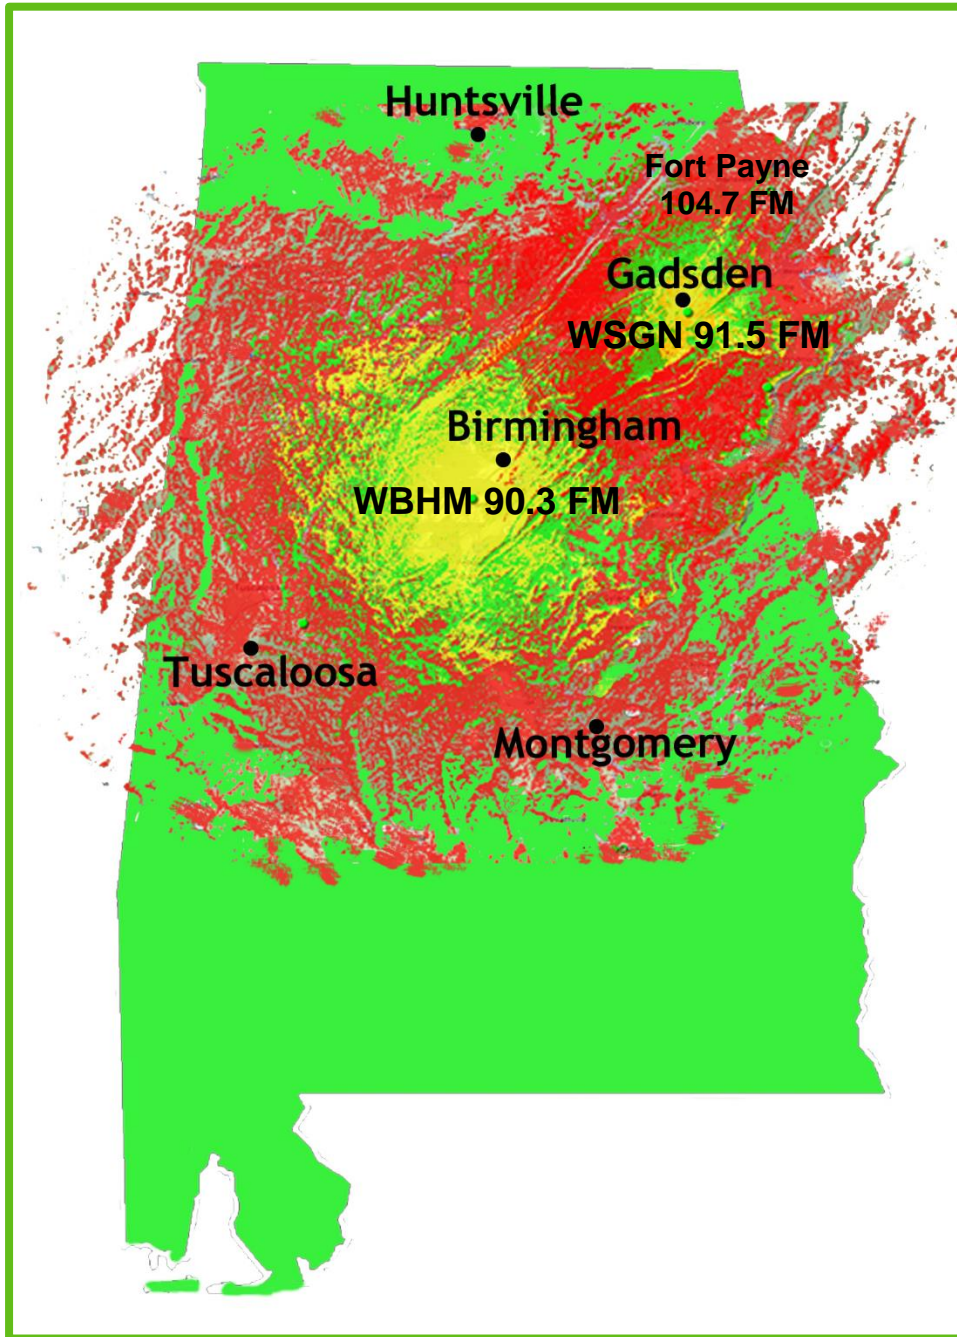 Huntsville
Fort Payne
104.7 FM
Gadsden
WSGN 91.5 FM
Birmingham
WBHM 90.3 FM
Tuscaloosa
Montgomery